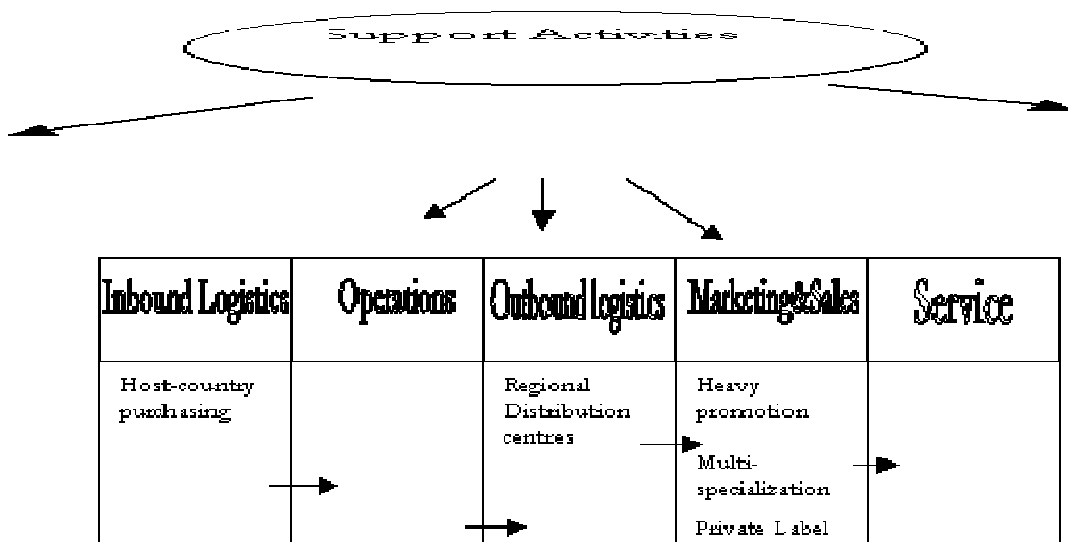 Support Activities
Inbound Logistics
Operations
Outbound logistics
Marketing&Sales
Service
Host-country
purchasing
Regional
Distribution
centres
Heavy
promotion
Multi-
specialization
Private Label